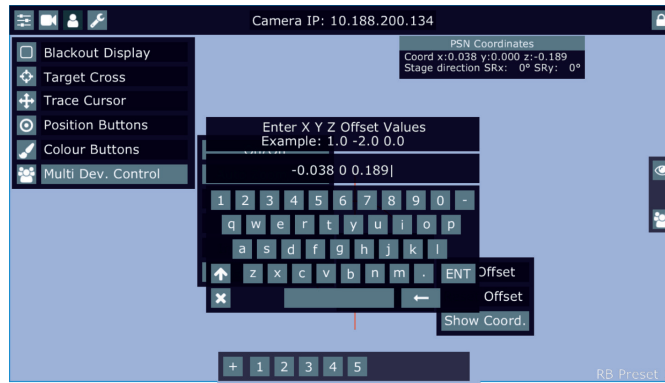 Camera IP: 10.188.200.134
PSN Coordinates
Coord x:0.038 y:0.000 z:-0.189
Stage direction SRx: 0° SRy: 0°
Blackout Display
Target Cross
Trace Cursor
Position Buttons
Colour Buttons
Multi Dev. Control
Enter X Y Z Offset Values
Example: 1.0 -2.0 0.0
-0.038 0 0.189|
1 2 3 4 5 6 7 8 9 0 -
q w e r t y u i o p
a s d f g h j k l
z x c v b n m . ENT
Offset
Offset
Show Coord.
+ 1 2 3 4 5
RB Preset